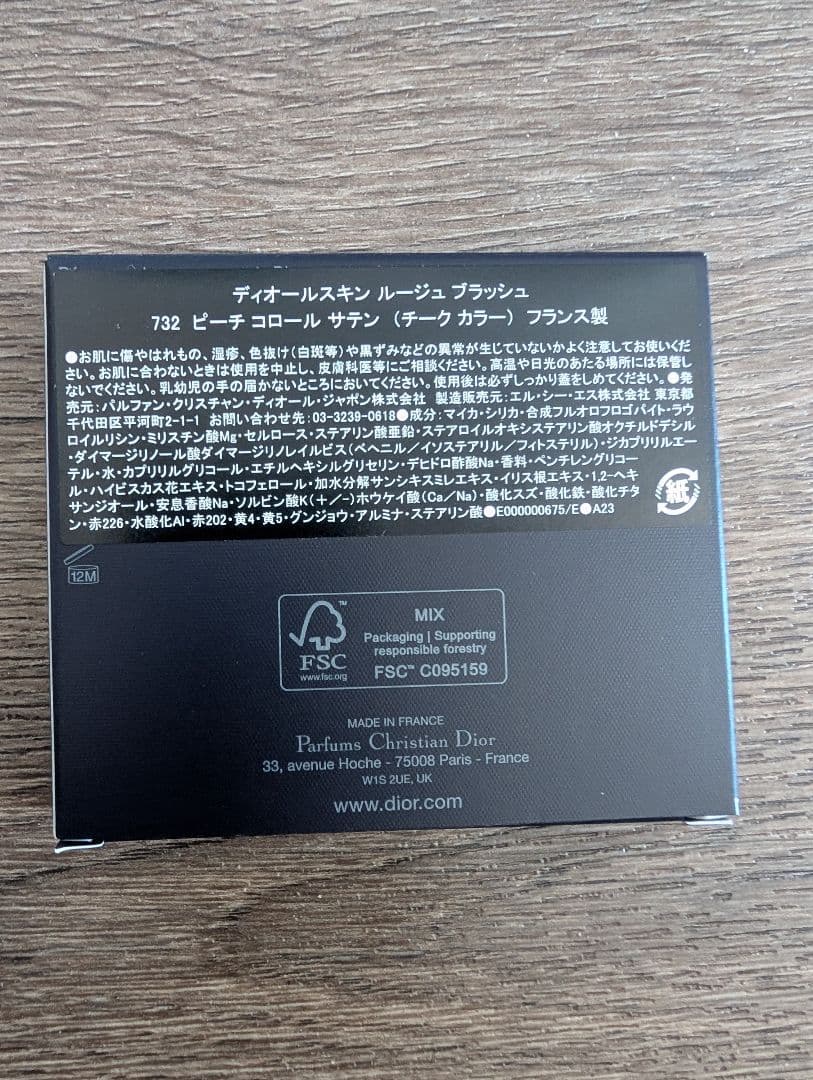 ディオールスキン ルージュ ブラッシュ
732 ピーチ コロール サテン (チーク カラー) フランス製
●お肌に傷やはれもの、湿疹、色抜け(白斑等)や黒ずみなどの異常が生じていないかよく注意してお使いくだ
さい。お肌に合わないときは使用を中止し、皮膚科医等にご相談ください。高温や日光のあたる場所には保管し
ないでください。乳幼児の手の届かないところにおいてください。使用後は必ずしっかり蓋をしめてください。●発
売元:パルファン・クリスチャン・ディオール・ジャポン株式会社 製造販売元:エル・シー・エス株式会社 東京都
千代田区平河町2-1-1 お問い合わせ先:03-3239-0618●成分:マイカ・シリカ・合成フルオロフロゴパイト・ラウ
ロイルリシン・ミリスチン酸Mg・セルロース・ステアリン酸亜鉛・ステアロイルオキシステアリン酸オクチルドデシル
・ダイマージリノール酸ダイマージリノレイルビス(ベヘニル/イソステアリル/フィトステリル)・ジカプリリルエー
テル・水・カプリリルグリコール・エチルヘキシルグリセリン・デヒドロ酢酸Na・香料・ペンチレングリコー
ル・ハイビスカス花エキス・トコフェロール・加水分解サンシキスミレエキス・イリス根エキス・1,2-ヘキ
サンジオール・安息香酸Na・ソルビン酸K(+/-)ホウケイ酸(Ca/Na)・酸化スズ・酸化鉄・酸化チタ
ン・赤226・水酸化Al・赤202・黄4・黄5・グンジョウ・アルミナ・ステアリン酸●E00000675/E●A23
紙
12M
FSC™
www.fsc.org
MIX
Packaging | Supporting
responsible forestry
FSC™ C095159
MADE IN FRANCE
Parfums Christian Dior
33, avenue Hoche - 75008 Paris - France
W1S 2UE, UK
www.dior.com